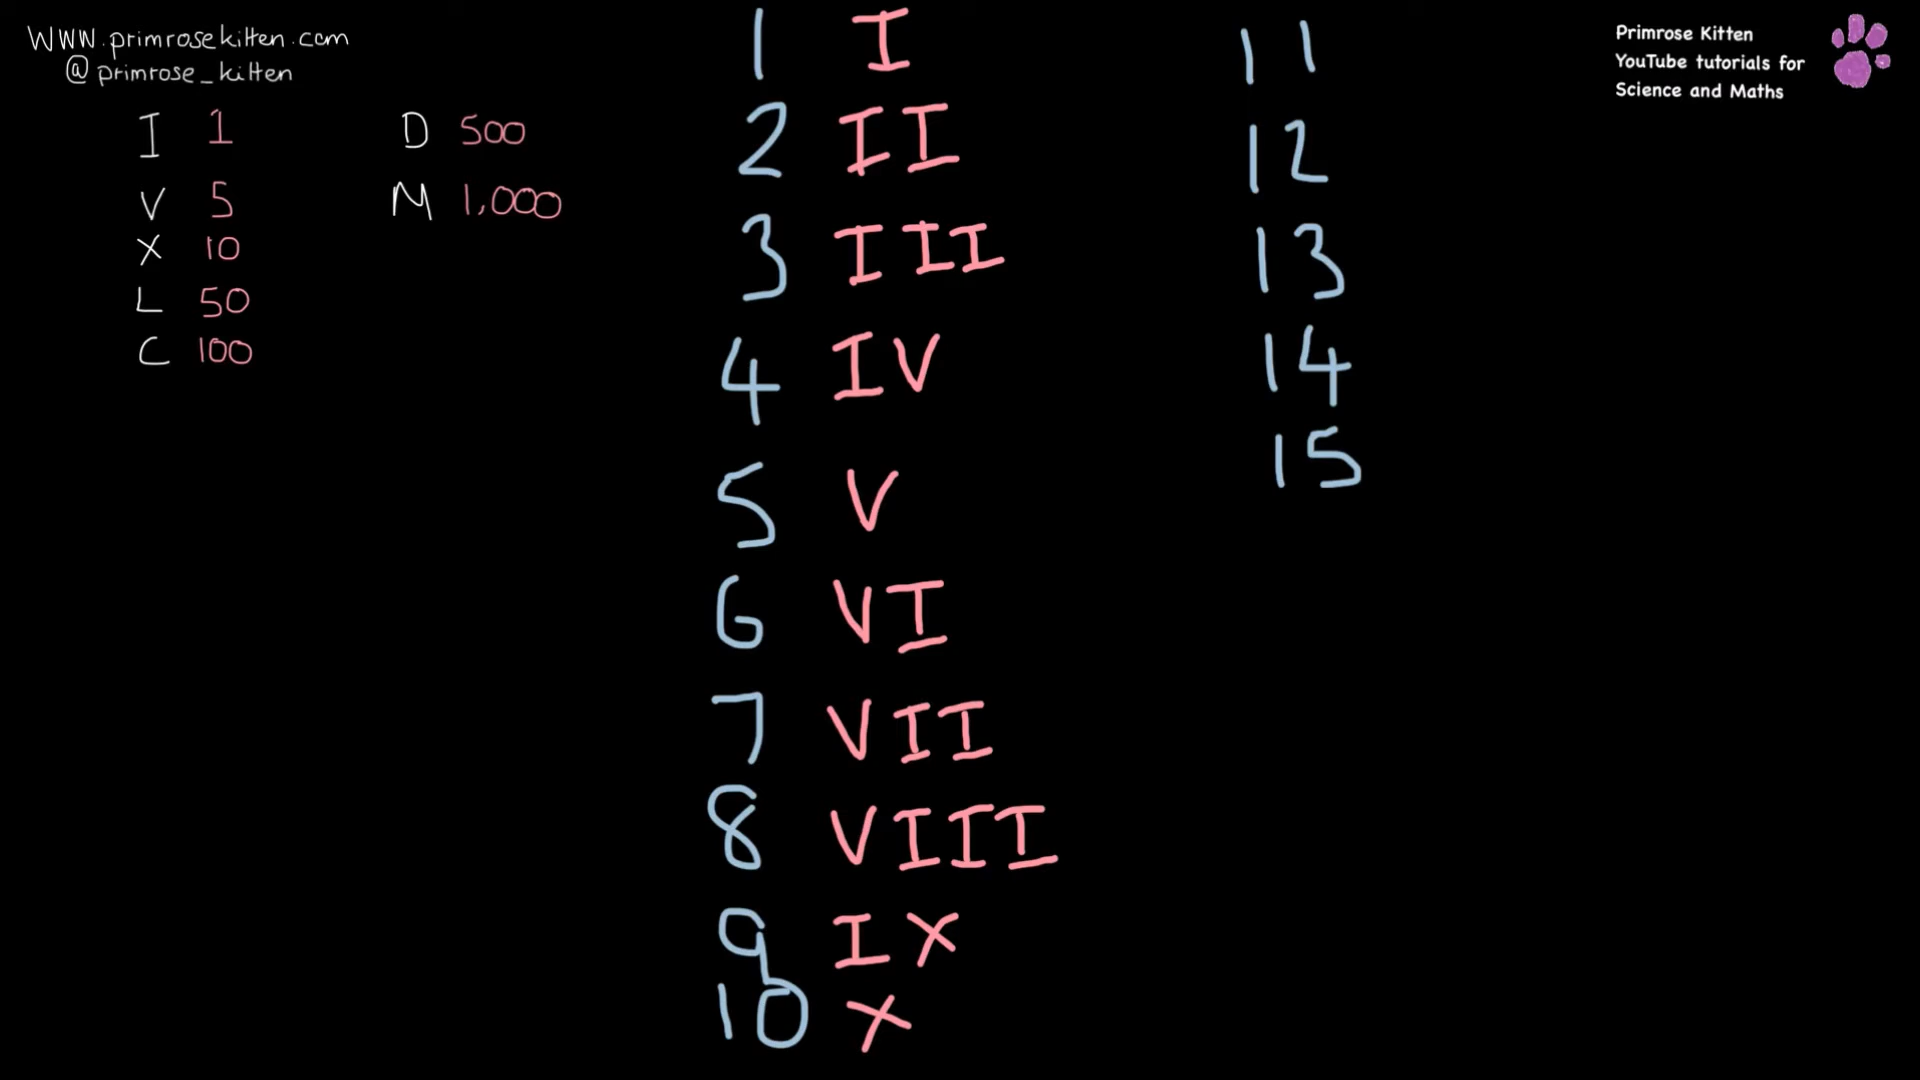 www.primrosekitten.com
@primrose_kitten
I 1
V 5
X 10
L 50
C 100
D 500
M 1,000
1 I
2 II
3 III
4 IV
5 V
6 VI
7 VII
8 VIII
9 IX
10 X
11
12
13
14
15
Primrose Kitten
YouTube tutorials for
Science and Maths